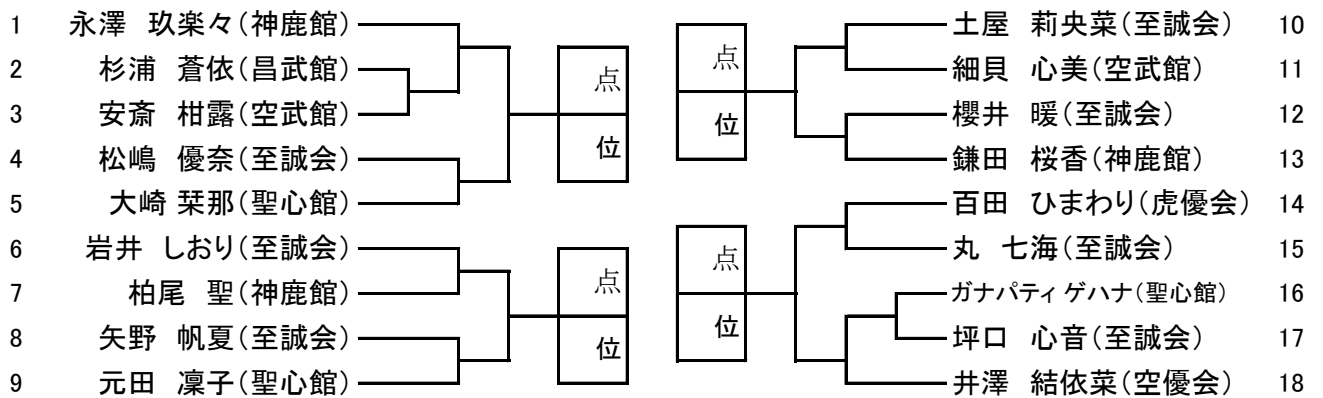 1 永澤 玖楽々(神鹿館)
2 杉浦 蒼依(昌武館)
3 安斎 柑露(空武館)
4 松嶋 優奈(至誠会)
5 大崎 栞那(聖心館)
点
位
6 岩井 しおり(至誠会)
7 柏尾 聖(神鹿館)
8 矢野 帆夏(至誠会)
9 元田 凜子(聖心館)
点
位
土屋 莉央菜(至誠会) 10
細貝 心美(空武館) 11
櫻井 暖(至誠会) 12
鎌田 桜香(神鹿館) 13
点
位
百田 ひまわり(虎優会) 14
丸 七海(至誠会) 15
ガナパティ ゲハナ(聖心館) 16
坪口 心音(至誠会) 17
井澤 結依菜(空優会) 18
点
位